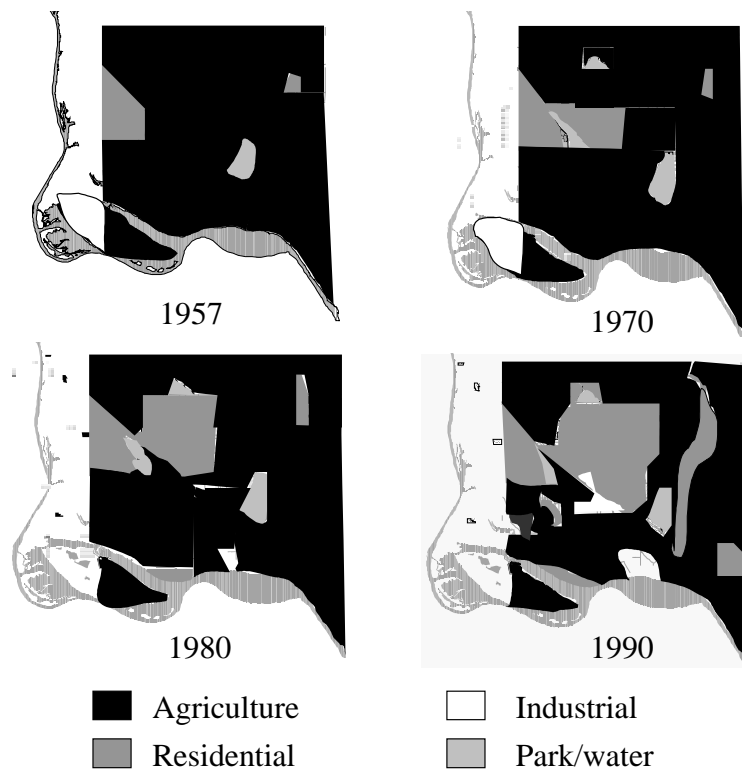 1957
1970
1980
1990
Agriculture
Industrial
Residential
Park/water